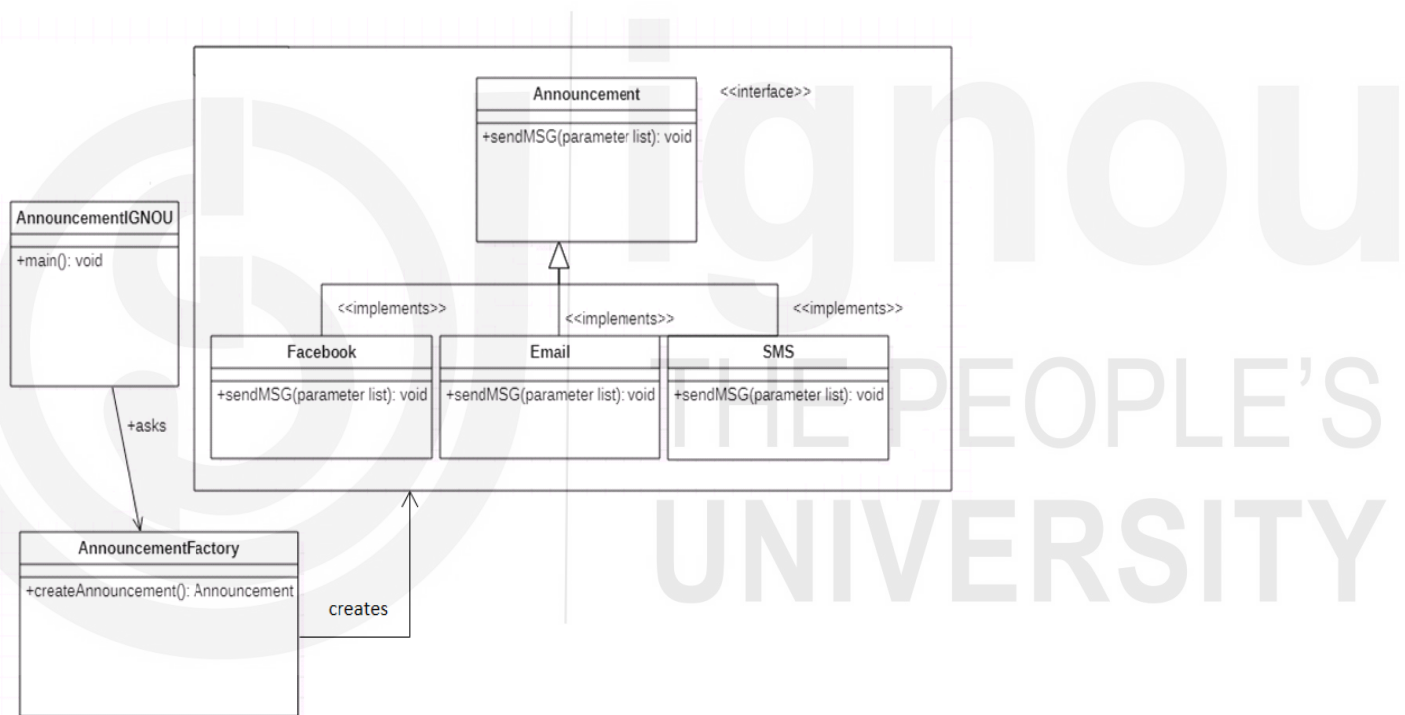 Announcement
<<interface>>
+sendMSG(parameter list): void
AnnouncementIGNOU
+main(): void
<<implements>>
<<implements>>
<<implements>>
Facebook
+sendMSG(parameter list): void
Email
+sendMSG(parameter list): void
SMS
+sendMSG(parameter list): void
+asks
AnnouncementFactory
+createAnnouncement(): Announcement
creates
ignou
THE PEOPLE'S
UNIVERSITY